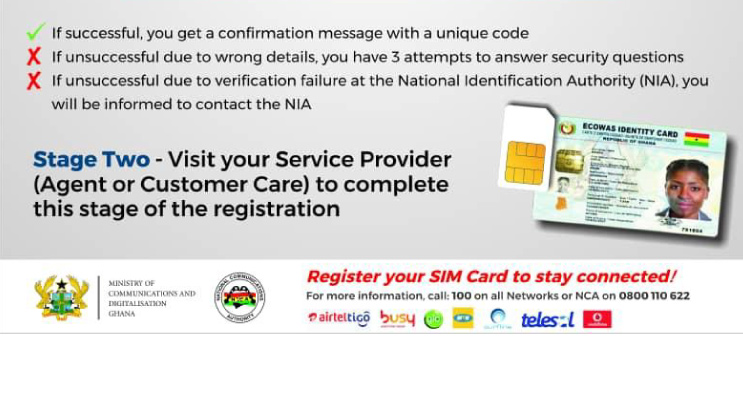 If successful, you get a confirmation message with a unique code
If unsuccessful due to wrong details, you have 3 attempts to answer security questions
If unsuccessful due to verification failure at the National Identification Authority (NIA), you
will be informed to contact the NIA
Stage Two - Visit your Service Provider
(Agent or Customer Care) to complete
this stage of the registration
ECOWAS IDENTITY CARD
REPUBLIC OF GHANA
MINISTRY OF
COMMUNICATIONS AND
DIGITALISATION
GHANA
NATIONAL COMMUNICATIONS
AUTHORITY
Register your SIM Card to stay connected!
For more information, call: 100 on all Networks or NCA on 0800 110 622
airteltigo
busy
glo
MTN
telesol
vodafone